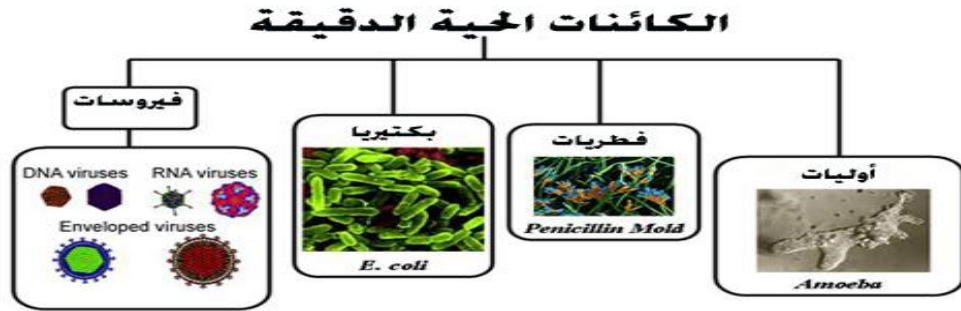 الكائنات الحية الدقيقة
فيروسات
DNA viruses
RNA viruses
Enveloped viruses
بكتيريا
E. coli
فطريات
Penicillin Mold
أوليات
Amoeba